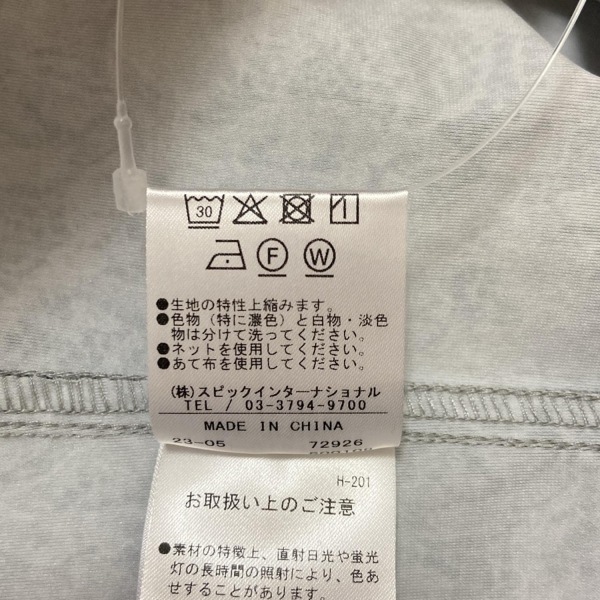 30
F W
●生地の特性上縮みます。
●色物（特に濃色）と白物・淡色
物は分けて洗ってください。
●ネットを使用してください。
●あて布を使用してください。
(株)スピックインターナショナル
TEL / 03-3794-9700
MADE IN CHINA
23-05 72926
H-201
お取扱い上のご注意
●素材の特徴上、直射日光や蛍光
灯の長時間の照射により、色あ
せすることがあります。